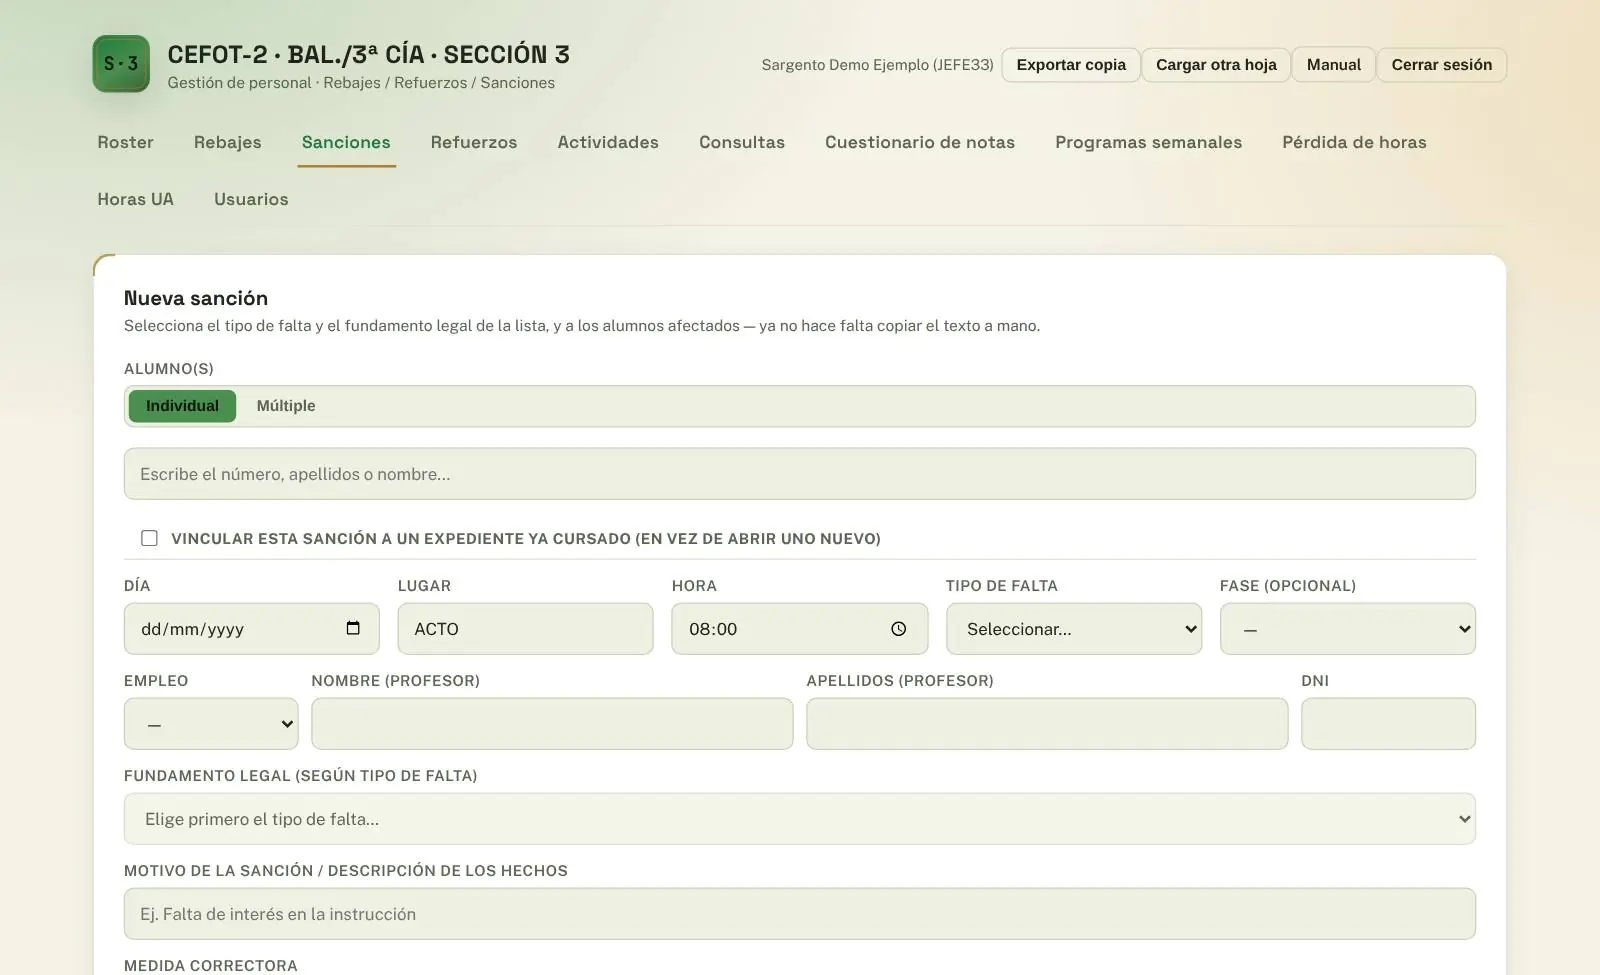 S·3
CEFOT-2 · BAL./3ª CÍA · SECCIÓN 3
Gestión de personal · Rebajes / Refuerzos / Sanciones
Sargento Demo Ejemplo (JEFE33)
Exportar copia
Cargar otra hoja
Manual
Cerrar sesión
Roster
Rebajes
Sanciones
Refuerzos
Actividades
Consultas
Cuestionario de notas
Programas semanales
Pérdida de horas
Horas UA
Usuarios
Nueva sanción
Selecciona el tipo de falta y el fundamento legal de la lista, y a los alumnos afectados — ya no hace falta copiar el texto a mano.
ALUMNO(S)
Individual
Múltiple
Escribe el número, apellidos o nombre...
VINCULAR ESTA SANCIÓN A UN EXPEDIENTE YA CURSADO (EN VEZ DE ABRIR UNO NUEVO)
DÍA
LUGAR
HORA
TIPO DE FALTA
FASE (OPCIONAL)
dd/mm/yyyy
ACTO
08:00
Seleccionar...
—
EMPLEO
NOMBRE (PROFESOR)
APELLIDOS (PROFESOR)
DNI
—
FUNDAMENTO LEGAL (SEGÚN TIPO DE FALTA)
Elige primero el tipo de falta...
MOTIVO DE LA SANCIÓN / DESCRIPCIÓN DE LOS HECHOS
Ej. Falta de interés en la instrucción
MEDIDA CORRECTORA